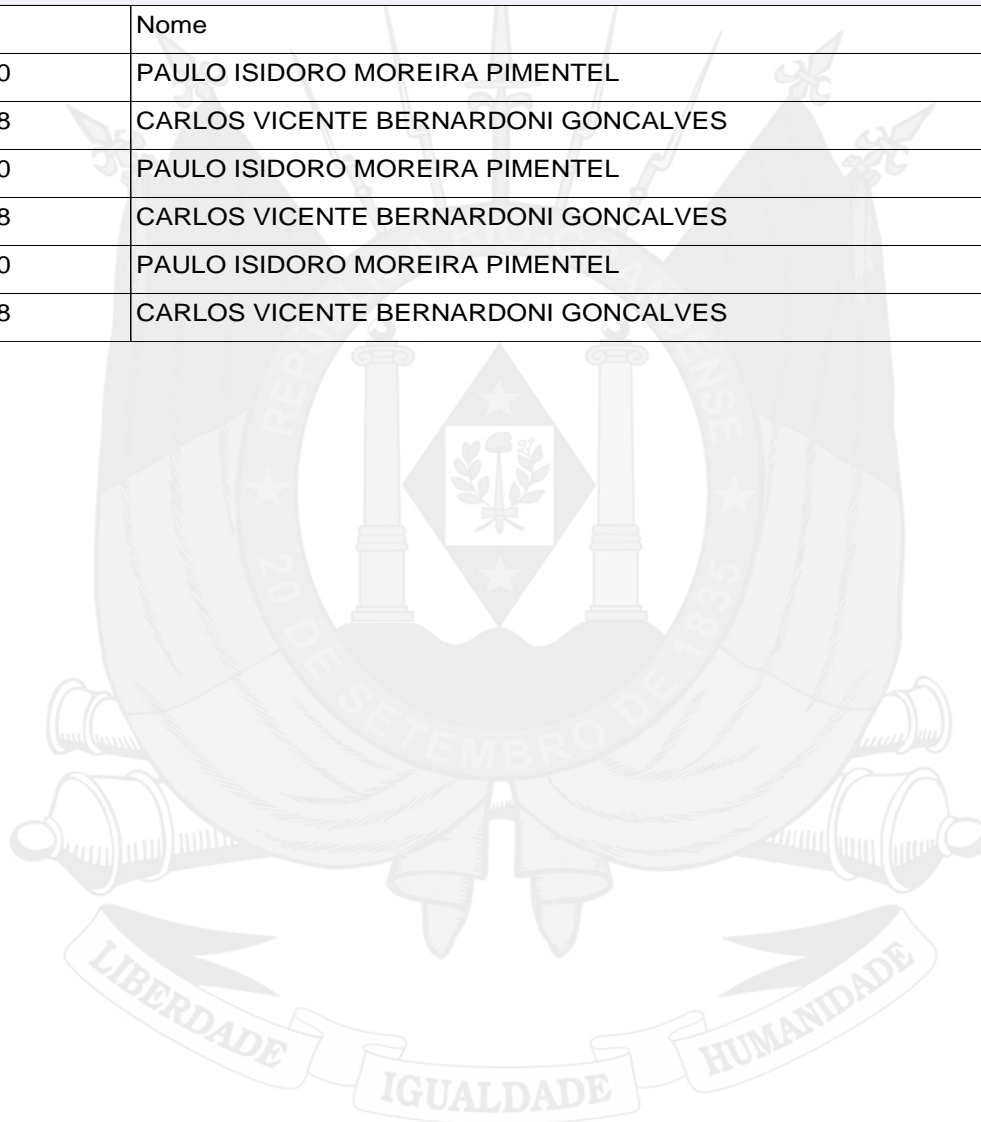 Nome
0 PAULO ISIDORO MOREIRA PIMENTEL
8 CARLOS VICENTE BERNARDONI GONCALVES
0 PAULO ISIDORO MOREIRA PIMENTEL
8 CARLOS VICENTE BERNARDONI GONCALVES
0 PAULO ISIDORO MOREIRA PIMENTEL
8 CARLOS VICENTE BERNARDONI GONCALVES
REPÚBLICA RIO-GRANDENSE
20 DE SETEMBRO DE 1835
LIBERDADE
IGUALDADE
HUMANIDADE